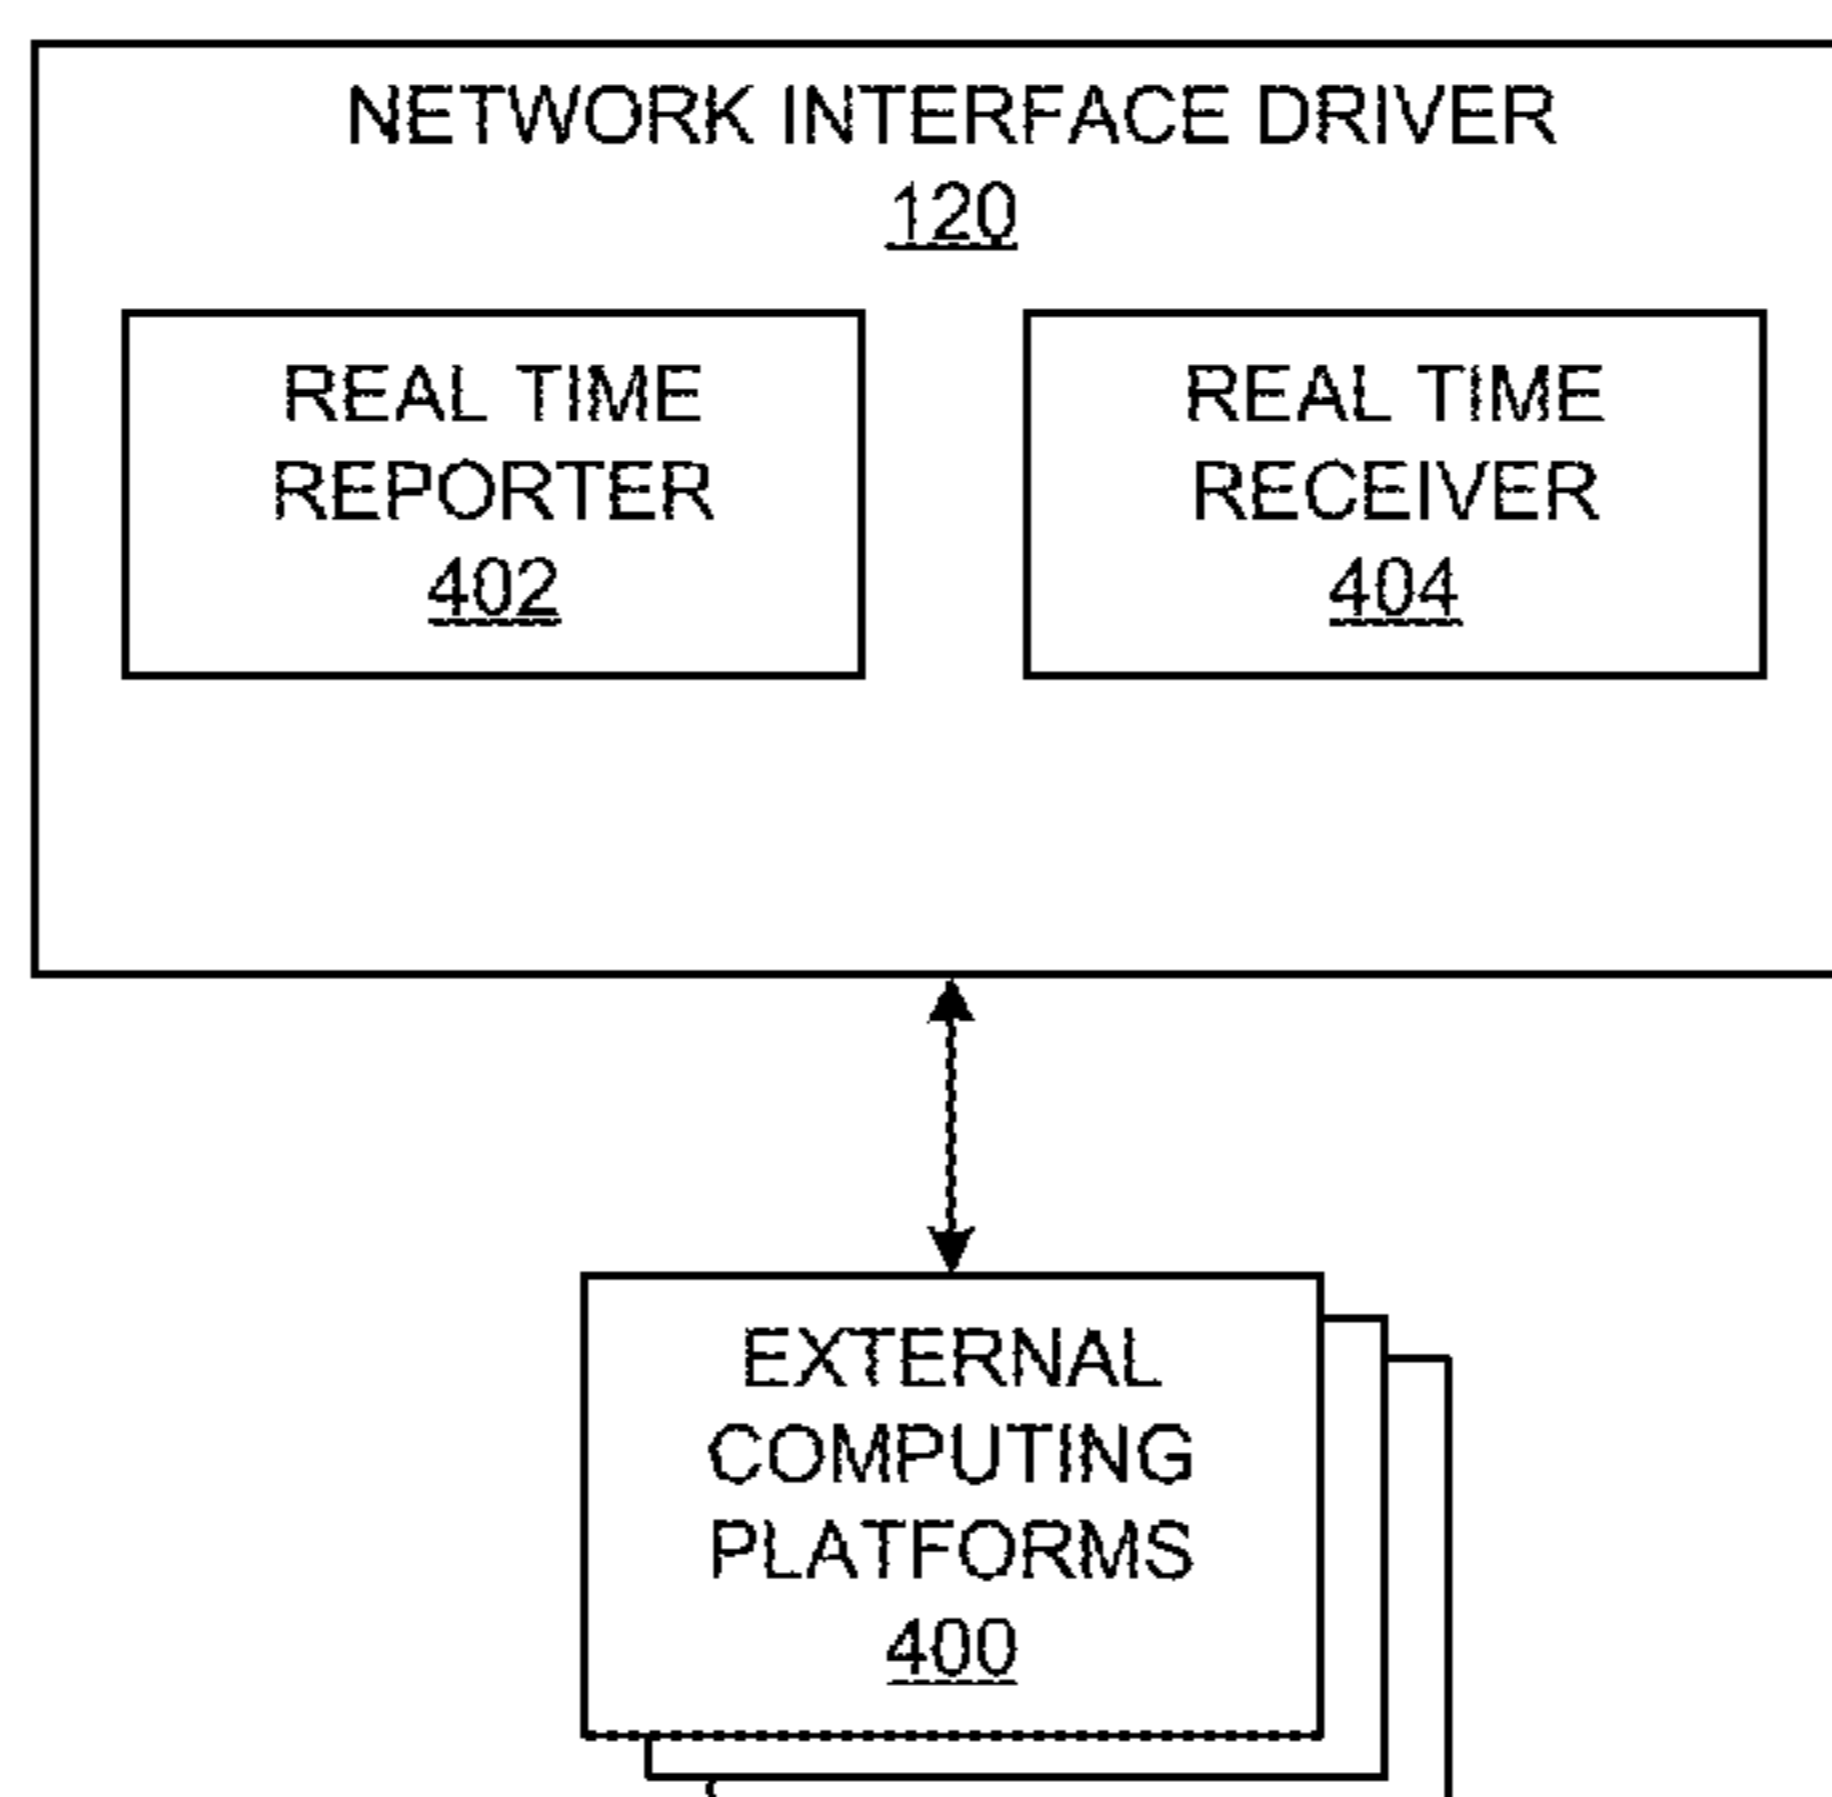 NETWORK INTERFACE DRIVER
120
REAL TIME
REPORTER
402
REAL TIME
RECEIVER
404
EXTERNAL
COMPUTING
PLATFORMS
400